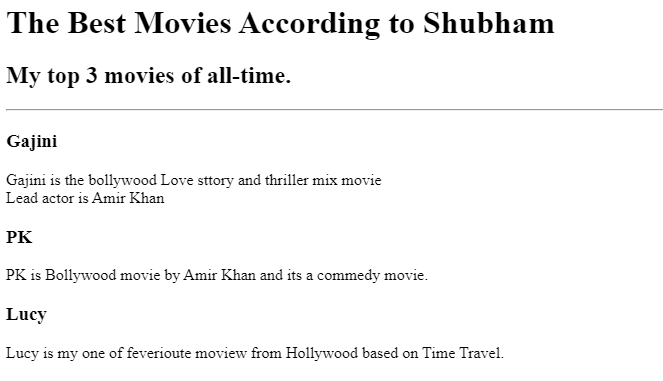 The Best Movies According to Shubham
My top 3 movies of all-time.
Gajini
Gajini is the bollywood Love sttory and thriller mix movie
Lead actor is Amir Khan
PK
PK is Bollywood movie by Amir Khan and its a commedy movie.
Lucy
Lucy is my one of feverioute moview from Hollywood based on Time Travel.